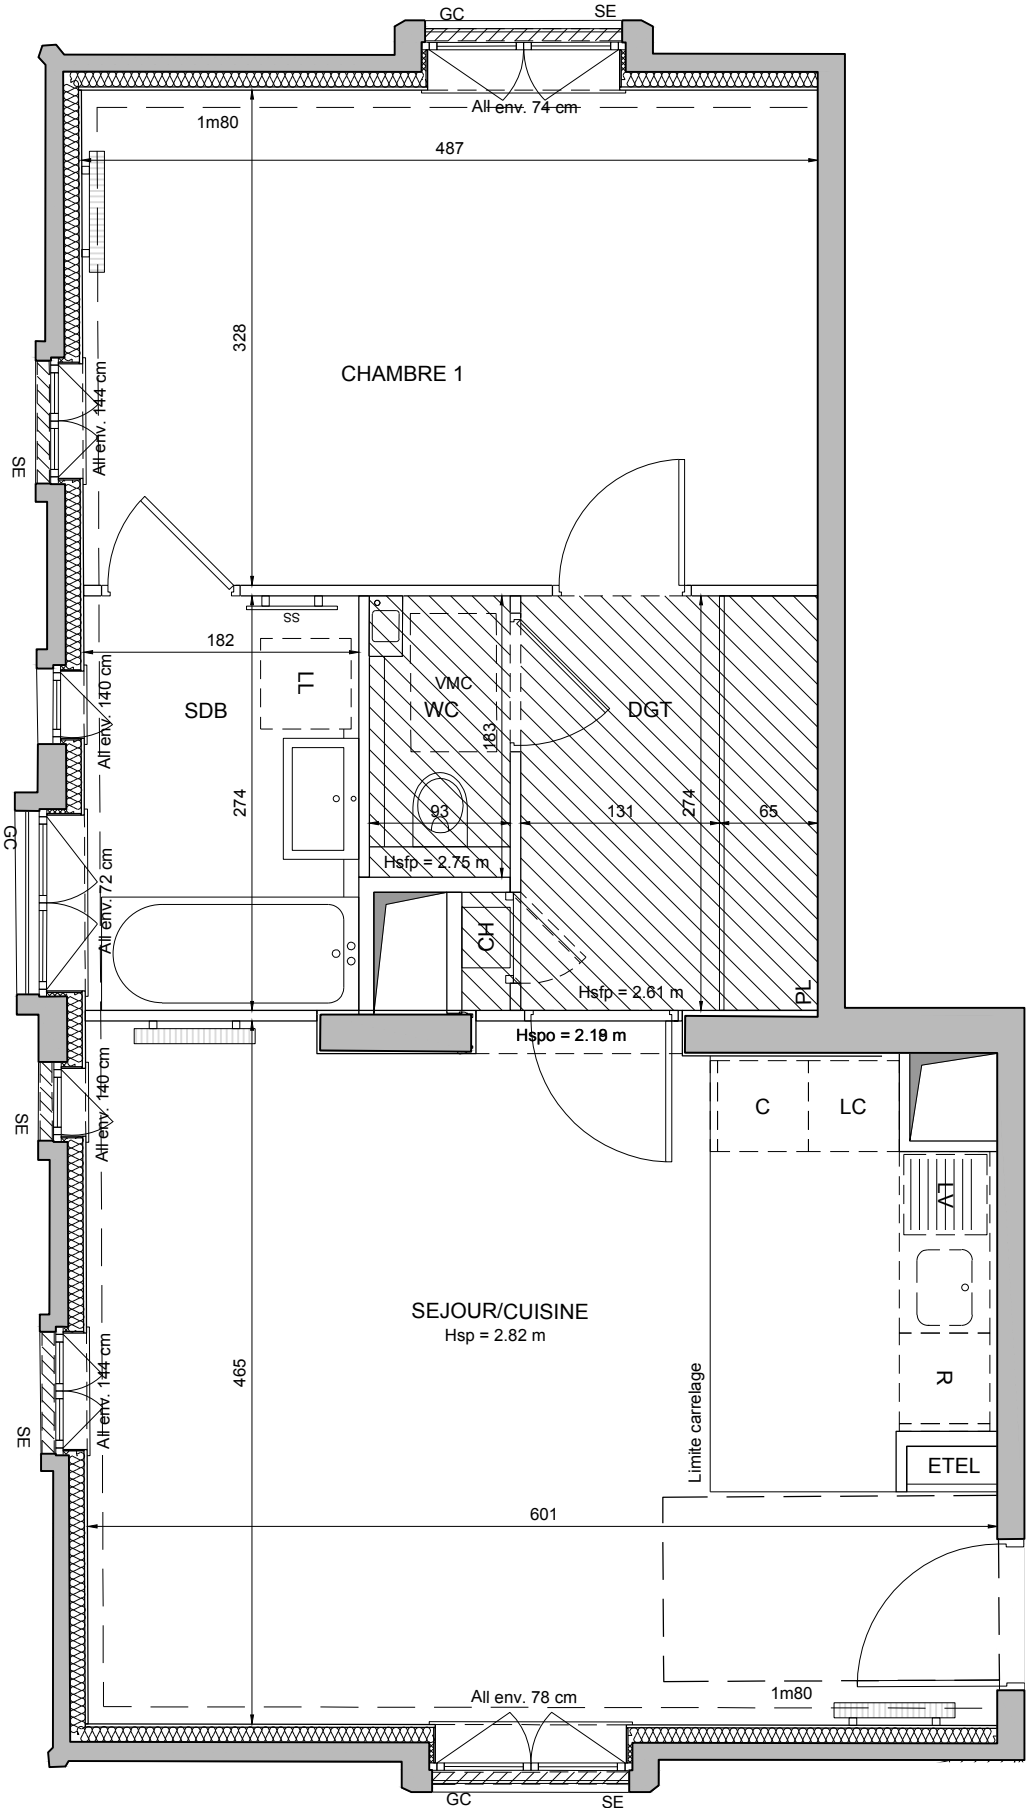 GC
SE
All env. 74 cm
1m80
487
328
CHAMBRE 1
All env. 144 cm
SE
SS
182
LL
All env. 140 cm
SDB
VMC
WC
183
DGT
274
93
131
274
65
GC
All env. 72 cm
Hsfp = 2.75 m
CH
Hsfp = 2.61 m
PL
All env. 140 cm
SE
C
LC
LV
SEJOUR/CUISINE
Hsp = 2.82 m
465
All env. 144 cm
SE
Limite carrelage
R
ETEL
601
All env. 78 cm
1m80
GC
SE